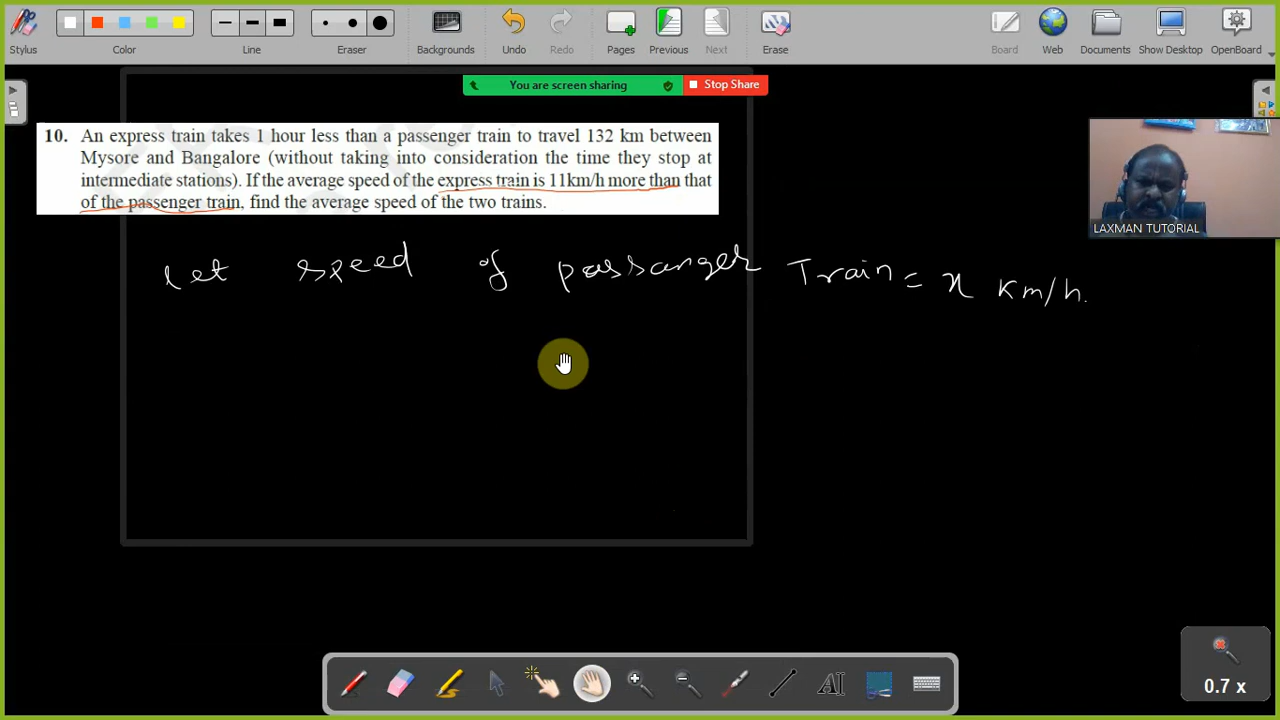 Stylus
Color
Line
Eraser
Backgrounds
Undo
Redo
Pages
Previous
Next
Erase
Board
Web
Documents
Show Desktop
OpenBoard
You are screen sharing
Stop Share
10. An express train takes 1 hour less than a passenger train to travel 132 km between
Mysore and Bangalore (without taking into consideration the time they stop at
intermediate stations). If the average speed of the express train is 11km/h more than that
of the passenger train, find the average speed of the two trains.
LAXMAN TUTORIAL
Let speed of passanger Train = x Km/h.
0.7 x